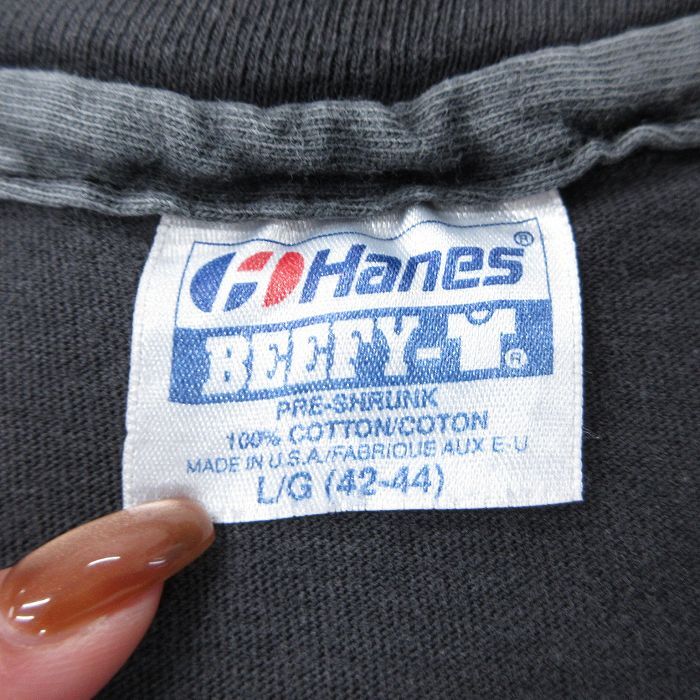 Hanes®
BEEFY-T®
PRE-SHRUNK
100% COTTON/COTON
MADE IN U.S.A./FABRIQUE AUX E-U
L/G (42-44)